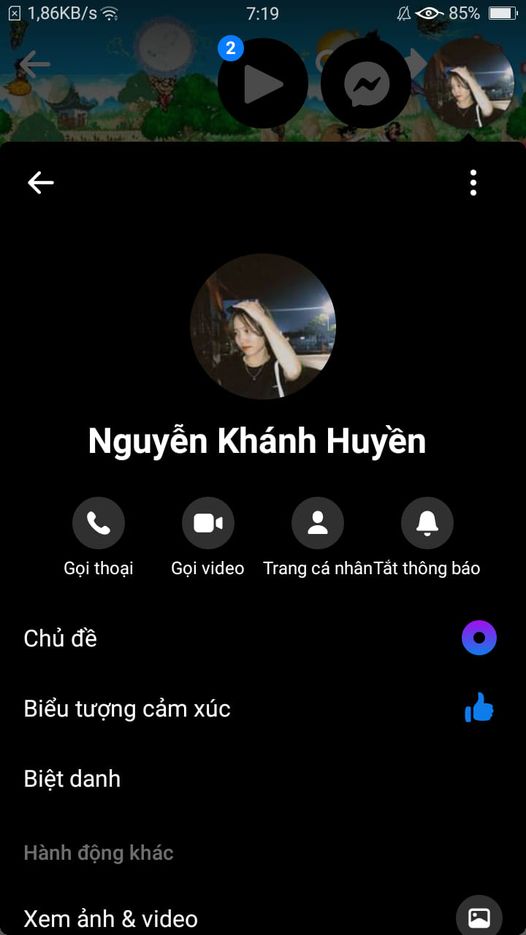 1,86KB/s
7:19
85%
2
Nguyễn Khánh Huyền
Gọi thoại
Gọi video
Trang cá nhân
Tắt thông báo
Chủ đề
Biểu tượng cảm xúc
Biệt danh
Hành động khác
Xem ảnh & video